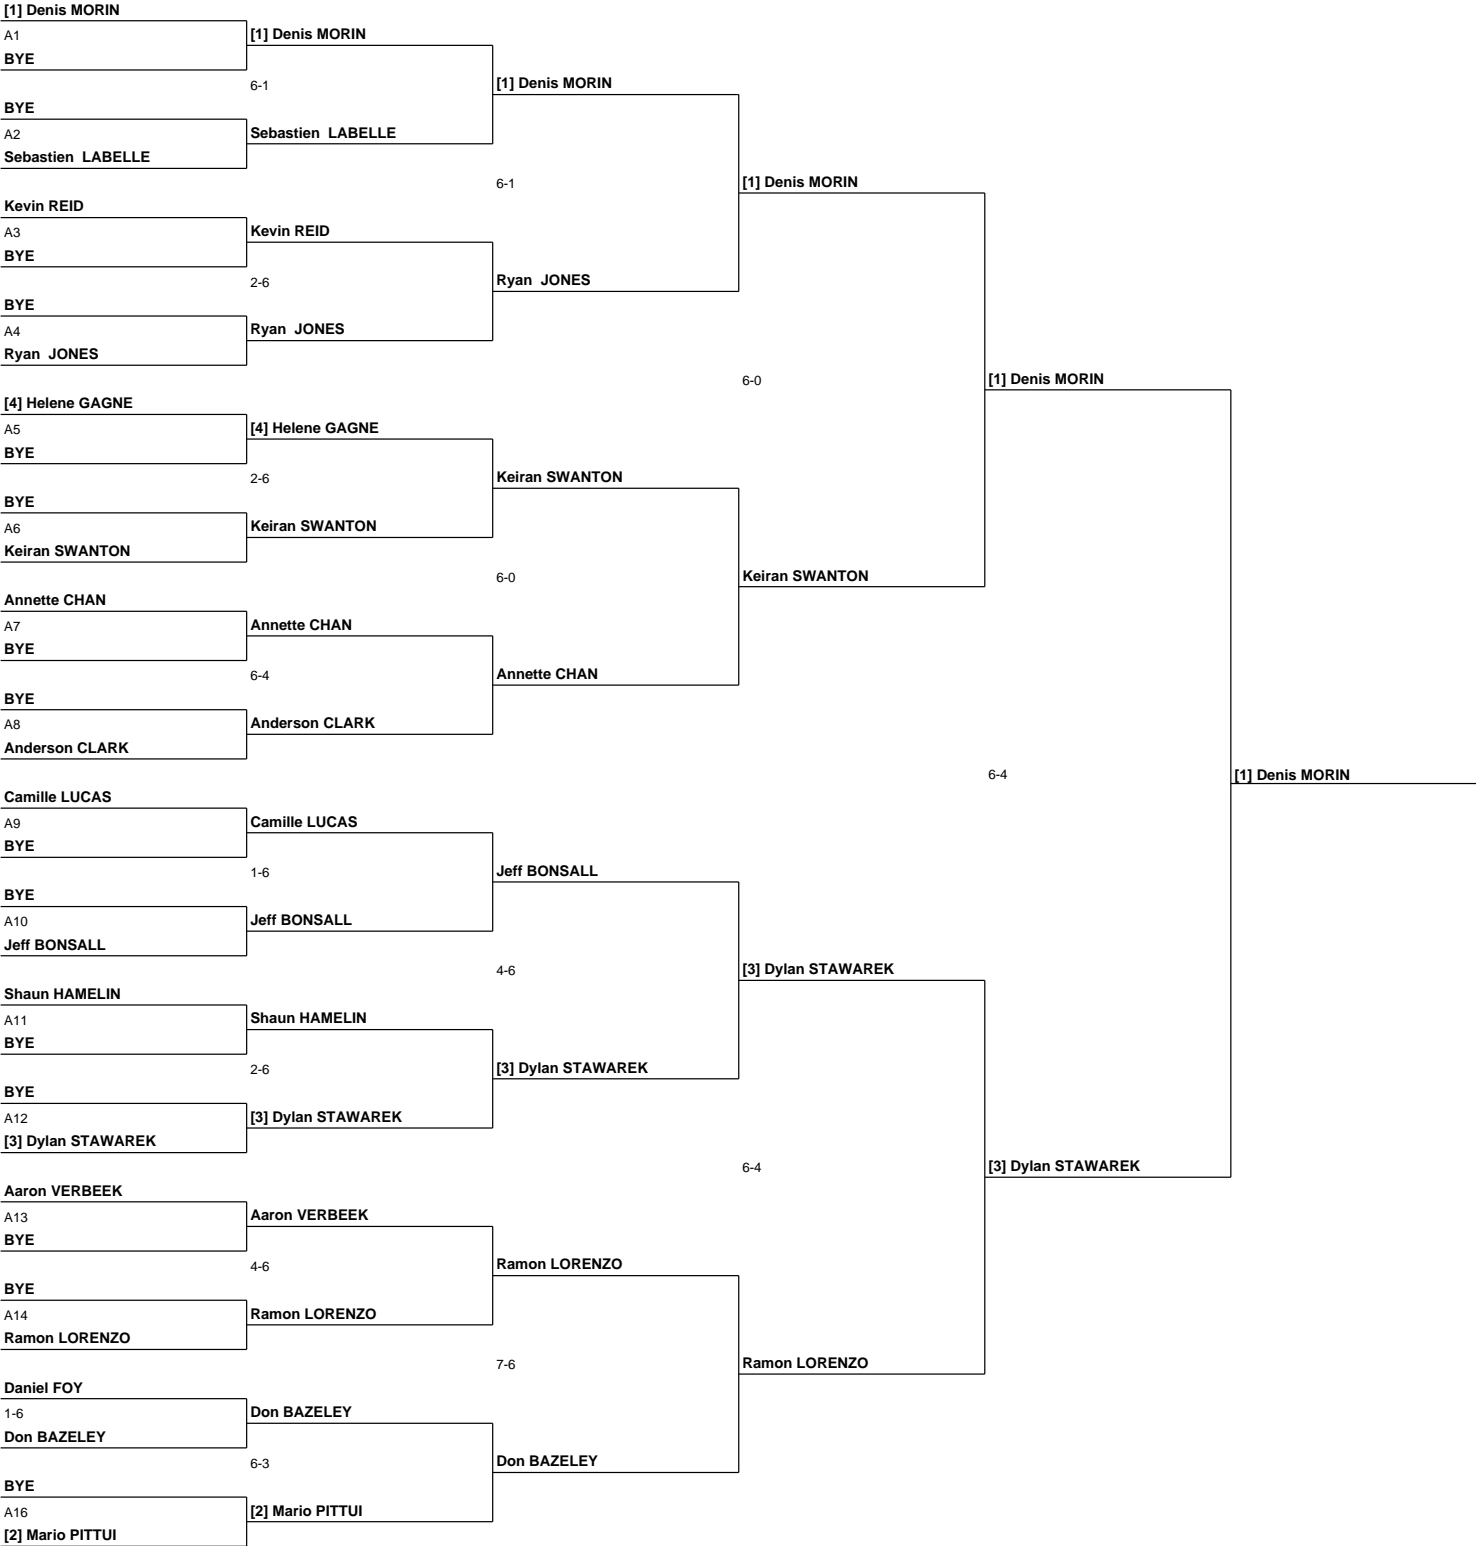 [1] Denis MORIN
A1
[1] Denis MORIN
BYE
6-1
[1] Denis MORIN
BYE
A2
Sebastien  LABELLE
Sebastien  LABELLE
6-1
[1] Denis MORIN
Kevin REID
A3
Kevin REID
BYE
2-6
Ryan  JONES
BYE
A4
Ryan  JONES
Ryan  JONES
6-0
[1] Denis MORIN
[4] Helene GAGNE
A5
[4] Helene GAGNE
BYE
2-6
Keiran SWANTON
BYE
A6
Keiran SWANTON
Keiran SWANTON
6-0
Keiran SWANTON
Annette CHAN
A7
Annette CHAN
BYE
6-4
Annette CHAN
BYE
A8
Anderson CLARK
Anderson CLARK
6-4
[1] Denis MORIN
Camille LUCAS
A9
Camille LUCAS
BYE
1-6
Jeff BONSALL
BYE
A10
Jeff BONSALL
Jeff BONSALL
4-6
[3] Dylan STAWAREK
Shaun HAMELIN
A11
Shaun HAMELIN
BYE
2-6
[3] Dylan STAWAREK
BYE
A12
[3] Dylan STAWAREK
[3] Dylan STAWAREK
6-4
[3] Dylan STAWAREK
Aaron VERBEEK
A13
Aaron VERBEEK
BYE
4-6
Ramon LORENZO
BYE
A14
Ramon LORENZO
Ramon LORENZO
7-6
Ramon LORENZO
Daniel FOY
1-6
Don BAZELEY
Don BAZELEY
6-3
Don BAZELEY
BYE
A16
[2] Mario PITTUI
[2] Mario PITTUI